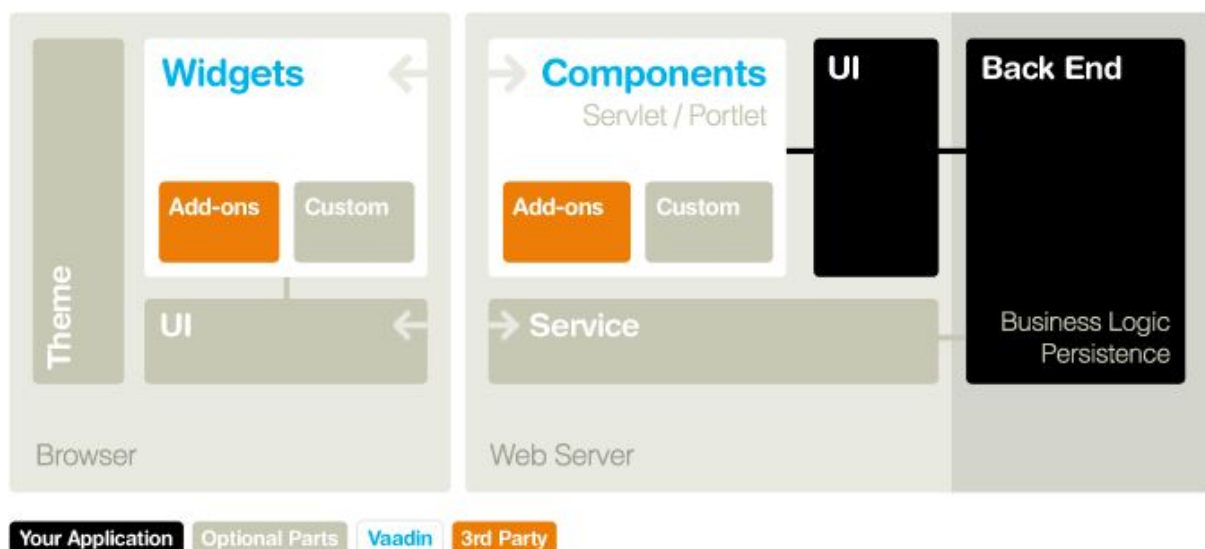 Theme
Widgets
Add-ons
Custom
UI
Browser
Components
Servlet / Portlet
Add-ons
Custom
Service
UI
Back End
Business Logic
Persistence
Web Server
Your Application
Optional Parts
Vaadin
3rd Party